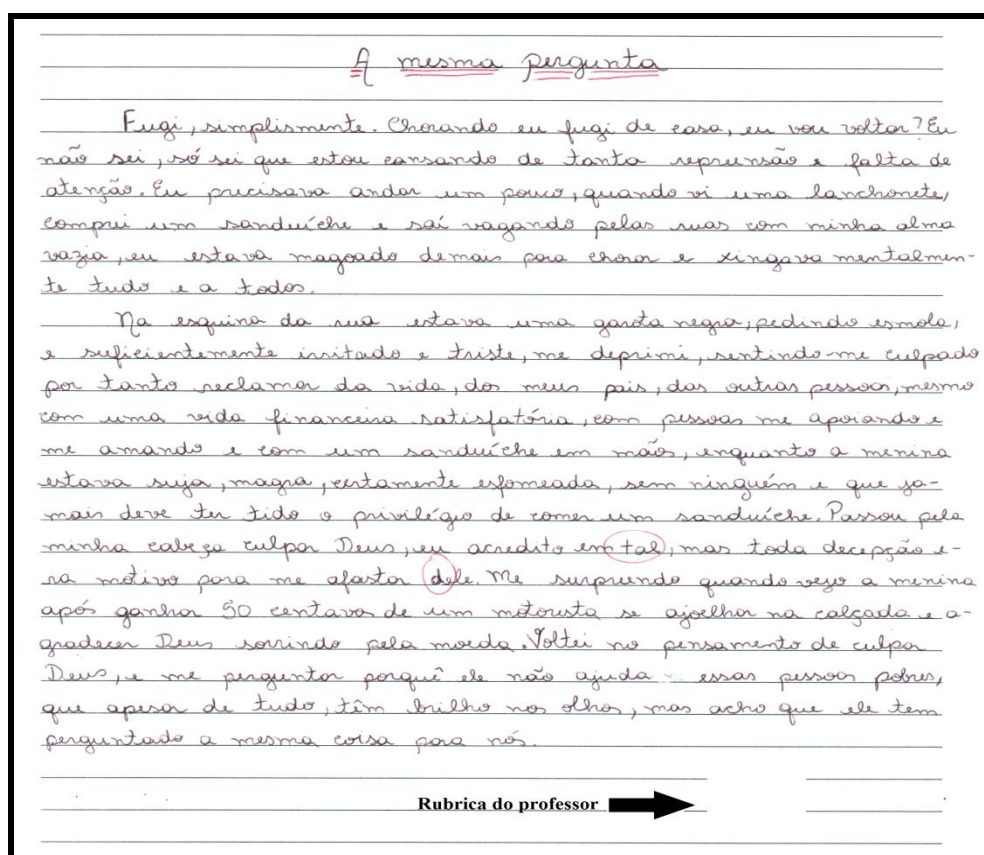 A mesma pergunta
Fugi, simplismente. Chorando eu fugi de casa, eu vou voltar? Eu
não sei, só sei que estou cansando de tanta repreensão e falta de
atenção. Eu precisava andar um pouco, quando vi uma lanchonete,
comprei um sanduíche e saí vagando pelas ruas com minha alma
vazia, eu estava magoado demais para chorar e xingava mentalmen-
te tudo e a todos.
Na esquina da rua estava uma garota negra, pedindo esmola,
e suficientemente irritado e triste, me deprimi, sentindo-me culpado
por tanto reclamar da vida, dos meus pais, das outras pessoas, mesmo
com uma vida financeira satisfatória, com pessoas me apoiando e
me amando e com um sanduíche em mãos, enquanto a menina
estava suja, magra, certamente esfomeada, sem ninguém e que ja-
mais deve ter tido o privilégio de comer um sanduíche. Passou pela
minha cabeça culpar Deus, eu acredito em tal, mas toda decepção e-
ra motivo para me afastar dele. Me surpreendo quando vejo a menina
após ganhar 50 centavos de um motorista se ajoelhar na calçada e a-
gradecer Deus sorrindo pela moeda. Voltei no pensamento de culpar
Deus, e me perguntar porquê ele não ajuda essas pessoas pobres,
que apesar de tudo, têm brilho nos olhos, mas acho que ele tem
perguntado a mesma coisa para nós.
Rubrica do professor